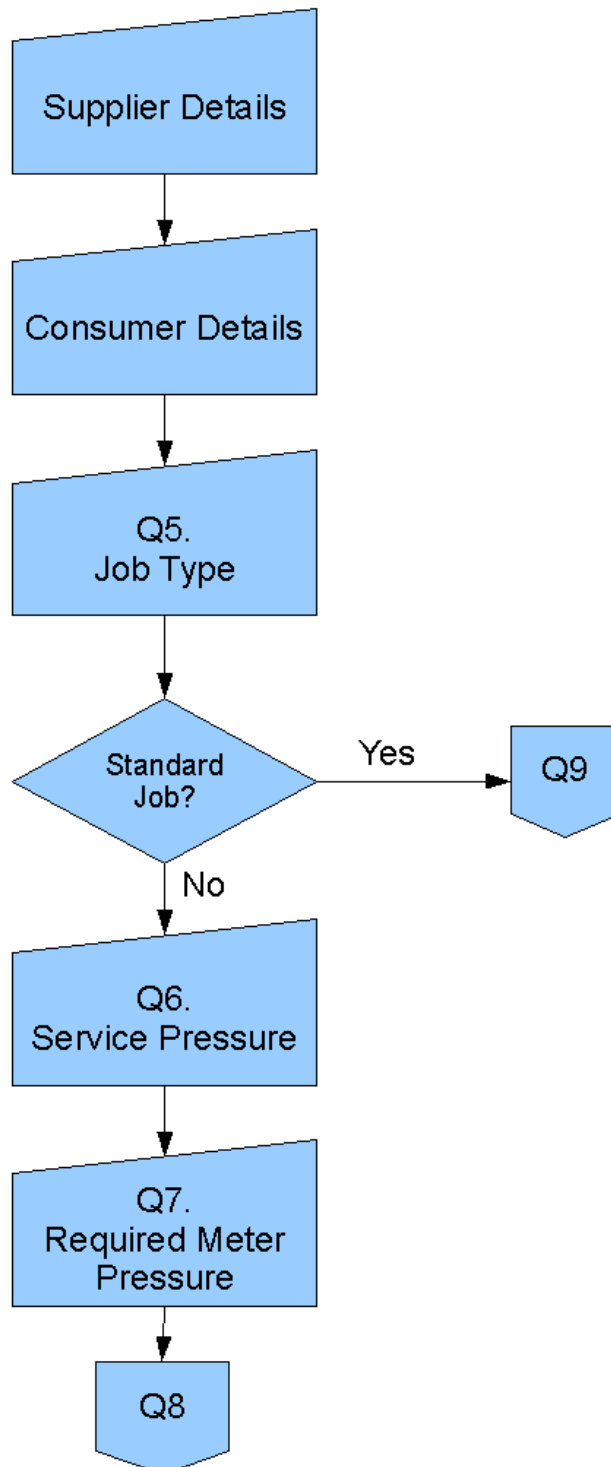 Supplier Details
Consumer Details
Q5.
Job Type
Standard
Job?
Yes
Q9
No
Q6.
Service Pressure
Q7.
Required Meter
Pressure
Q8